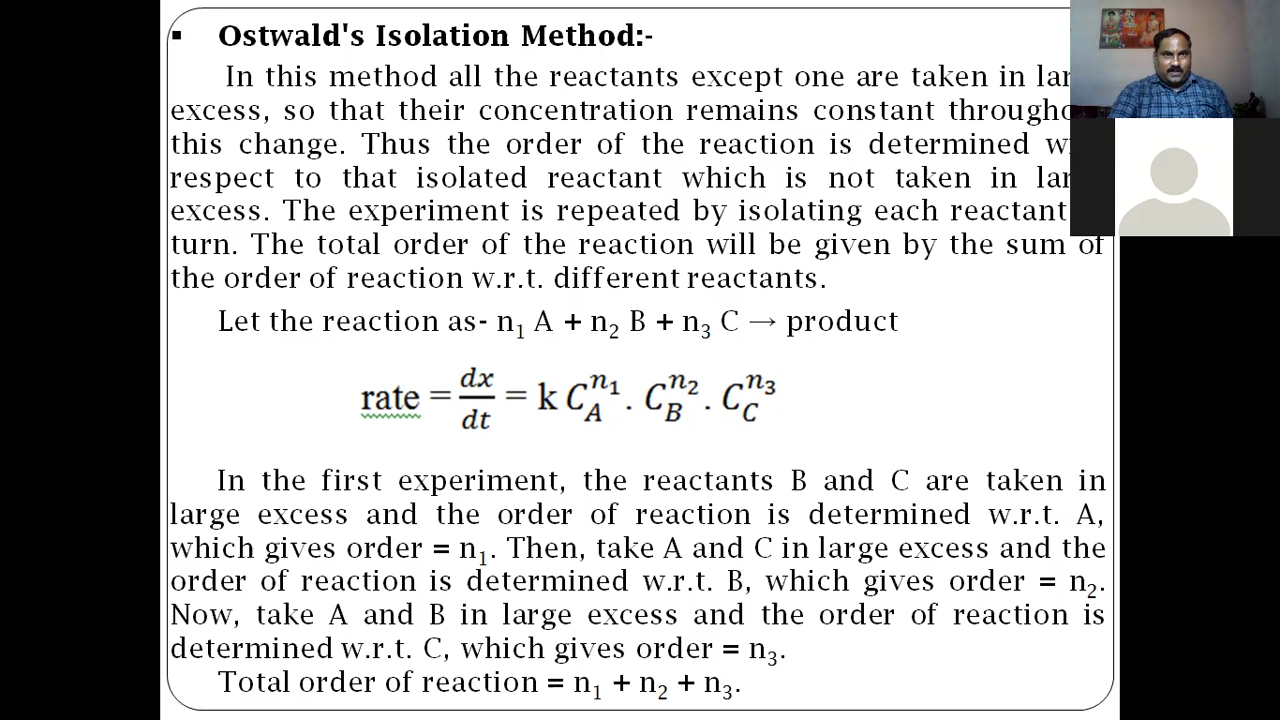 ▪ Ostwald's Isolation Method:-
In this method all the reactants except one are taken in lar
excess, so that their concentration remains constant througho
this change. Thus the order of the reaction is determined w
respect to that isolated reactant which is not taken in lar
excess. The experiment is repeated by isolating each reactant
turn. The total order of the reaction will be given by the sum of
the order of reaction w.r.t. different reactants.
Let the reaction as- n₁ A + n₂ B + n₃ C → product
rate = dx/dt = k C_A^n₁ . C_B^n₂ . C_C^n₃
In the first experiment, the reactants B and C are taken in
large excess and the order of reaction is determined w.r.t. A,
which gives order = n₁. Then, take A and C in large excess and the
order of reaction is determined w.r.t. B, which gives order = n₂.
Now, take A and B in large excess and the order of reaction is
determined w.r.t. C, which gives order = n₃.
Total order of reaction = n₁ + n₂ + n₃.